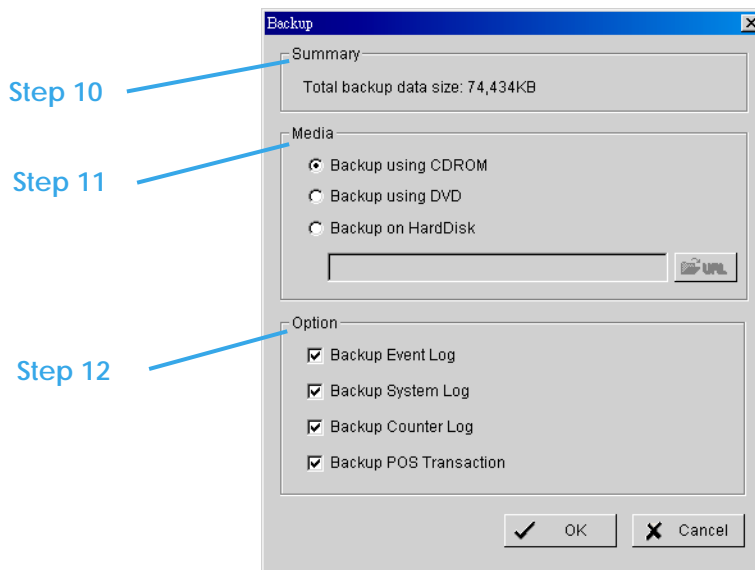 Backup
Summary
Step 10
Total backup data size: 74,434KB
Media
Step 11
Backup using CDROM
Backup using DVD
Backup on HardDisk
URL
Option
Step 12
Backup Event Log
Backup System Log
Backup Counter Log
Backup POS Transaction
OK
Cancel